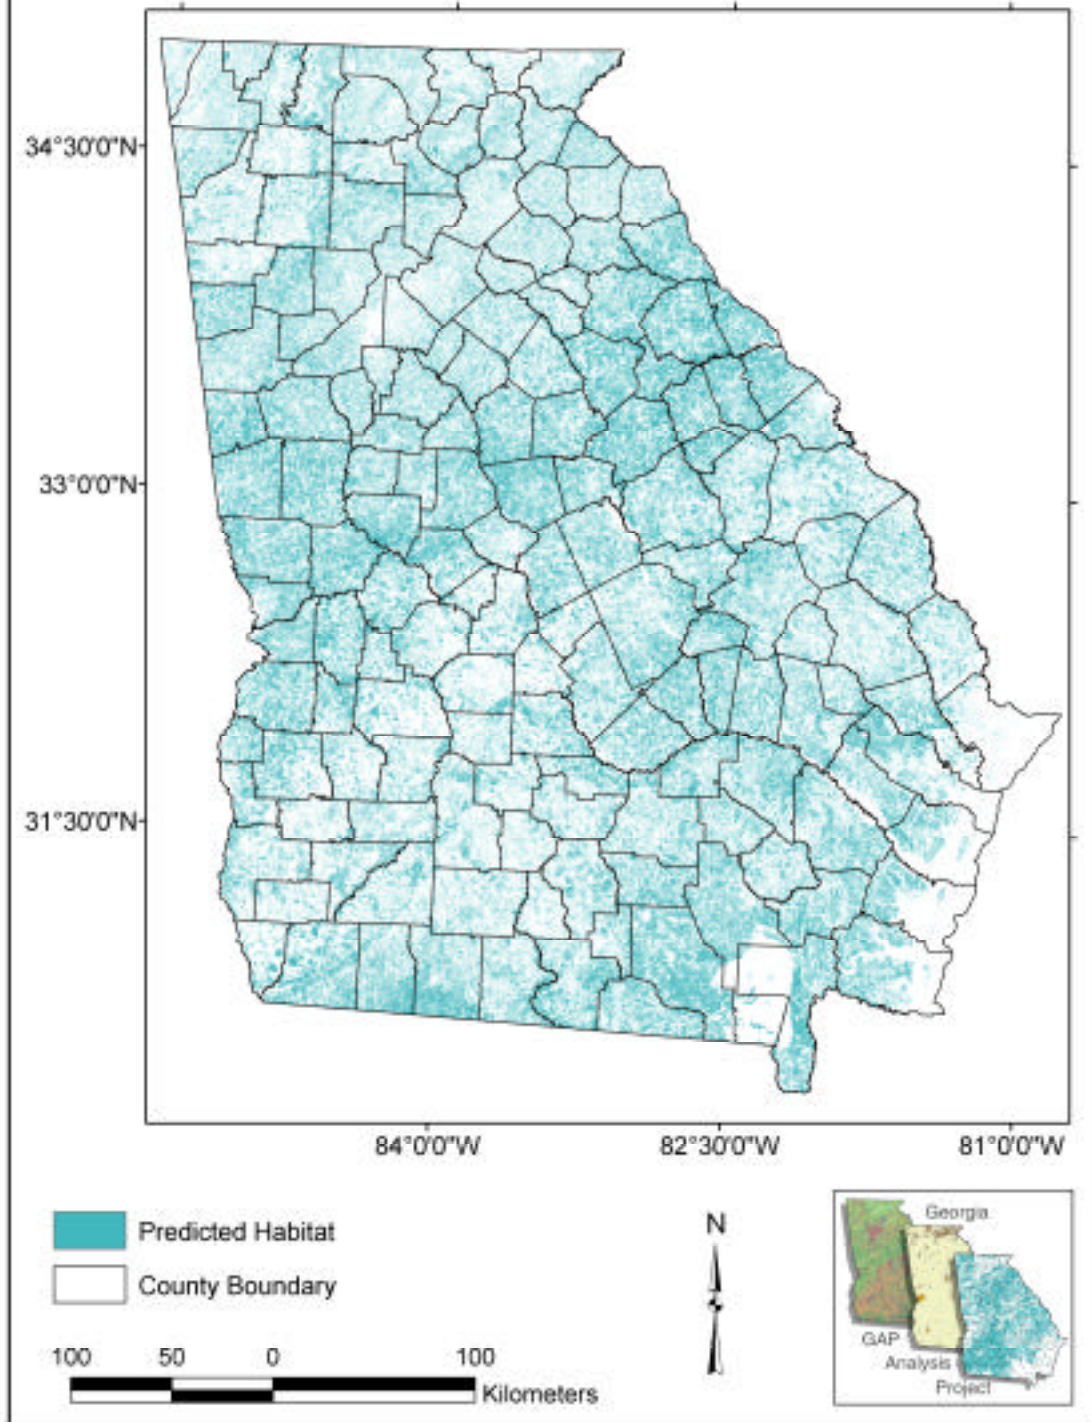 34°30'0"N
33°0'0"N
31°30'0"N
84°0'0"W 82°30'0"W 81°0'0"W
Predicted Habitat
County Boundary
N
100 50 0 100
Kilometers
Georgia
GAP
Analysis
Project